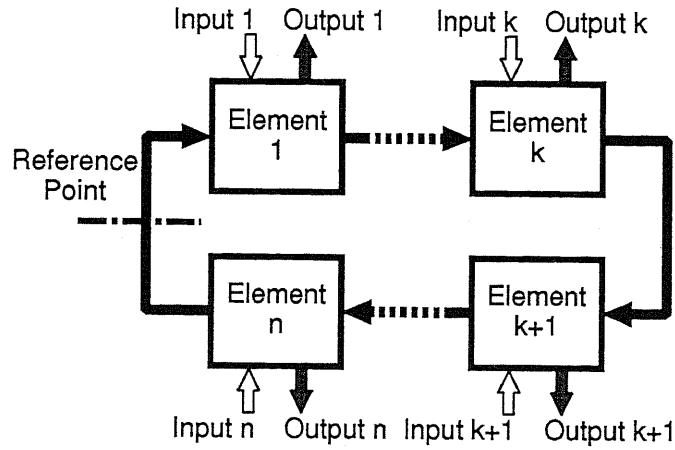 Input 1 Output 1 Input k Output k
Element
1
Element
k
Reference
Point
Element
n
Element
k+1
Input n Output n Input k+1 Output k+1